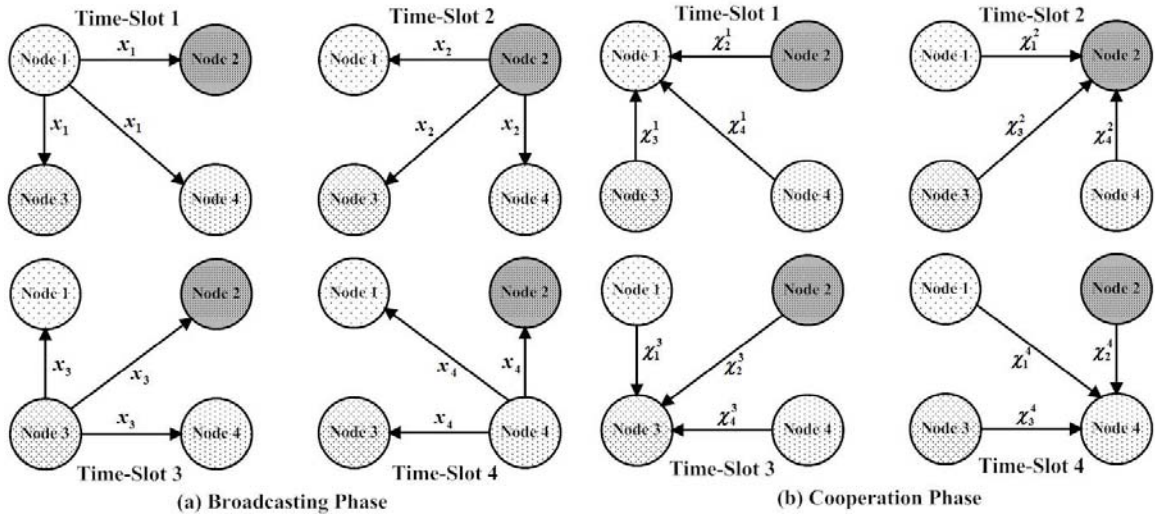 Time-Slot 1
Node 1
x₁
Node 2
x₁
x₁
Node 3
Node 4
Time-Slot 2
Node 1
x₂
Node 2
x₂
x₂
Node 3
Node 4
Node 1
Node 2
x₃
x₃
Node 3
x₃
Node 4
Time-Slot 3
Node 1
Node 2
x₄
x₄
Node 3
x₄
Node 4
Time-Slot 4
(a) Broadcasting Phase
Time-Slot 1
Node 1
χ₂¹
Node 2
χ₃¹
χ₄¹
Node 3
Node 4
Time-Slot 2
Node 1
χ₁²
Node 2
χ₃²
χ₄²
Node 3
Node 4
Node 1
Node 2
χ₁³
χ₂³
Node 3
χ₄³
Node 4
Time-Slot 3
Node 1
Node 2
χ₁⁴
χ₂⁴
Node 3
χ₃⁴
Node 4
Time-Slot 4
(b) Cooperation Phase